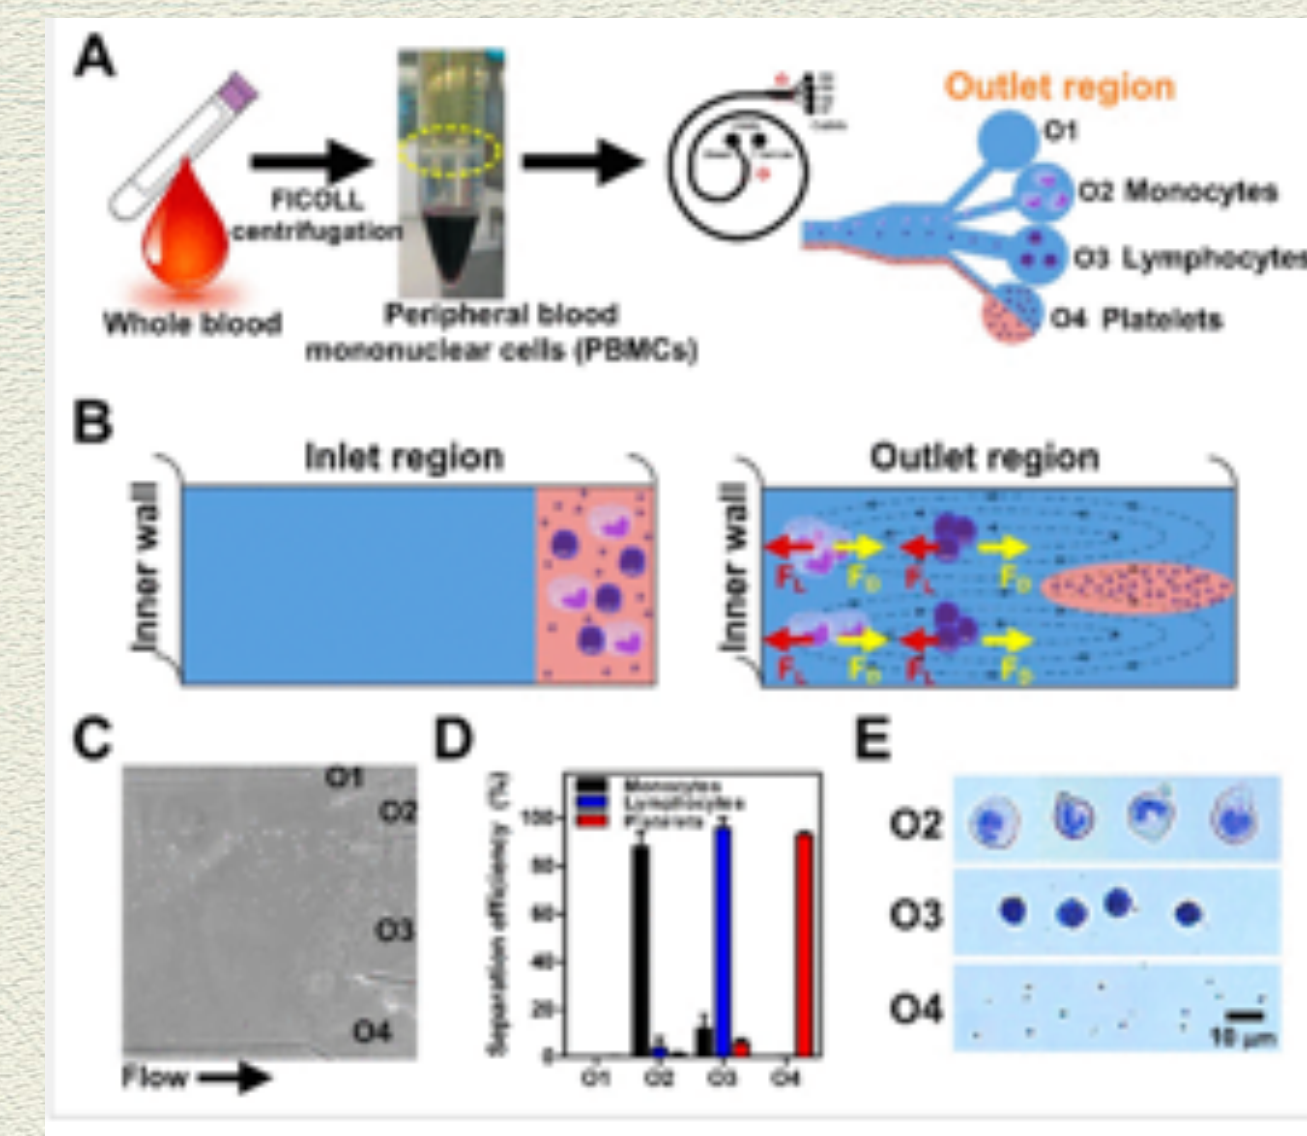 A
Outlet region
O1
O2 Monocytes
O3 Lymphocytes
O4 Platelets
FICOLL
centrifugation
Whole blood
Peripheral blood
mononuclear cells (PBMCs)
B
Inlet region
Outlet region
Inner wall
Inner wall
FL FD FL FD
FL FD FL FD
C
O1
O2
O3
O4
Flow
D
Separation efficiency (%)
Monocytes
Lymphocytes
Platelets
100
80
60
40
20
0
O1 O2 O3 O4
E
O2
O3
O4
10 μm